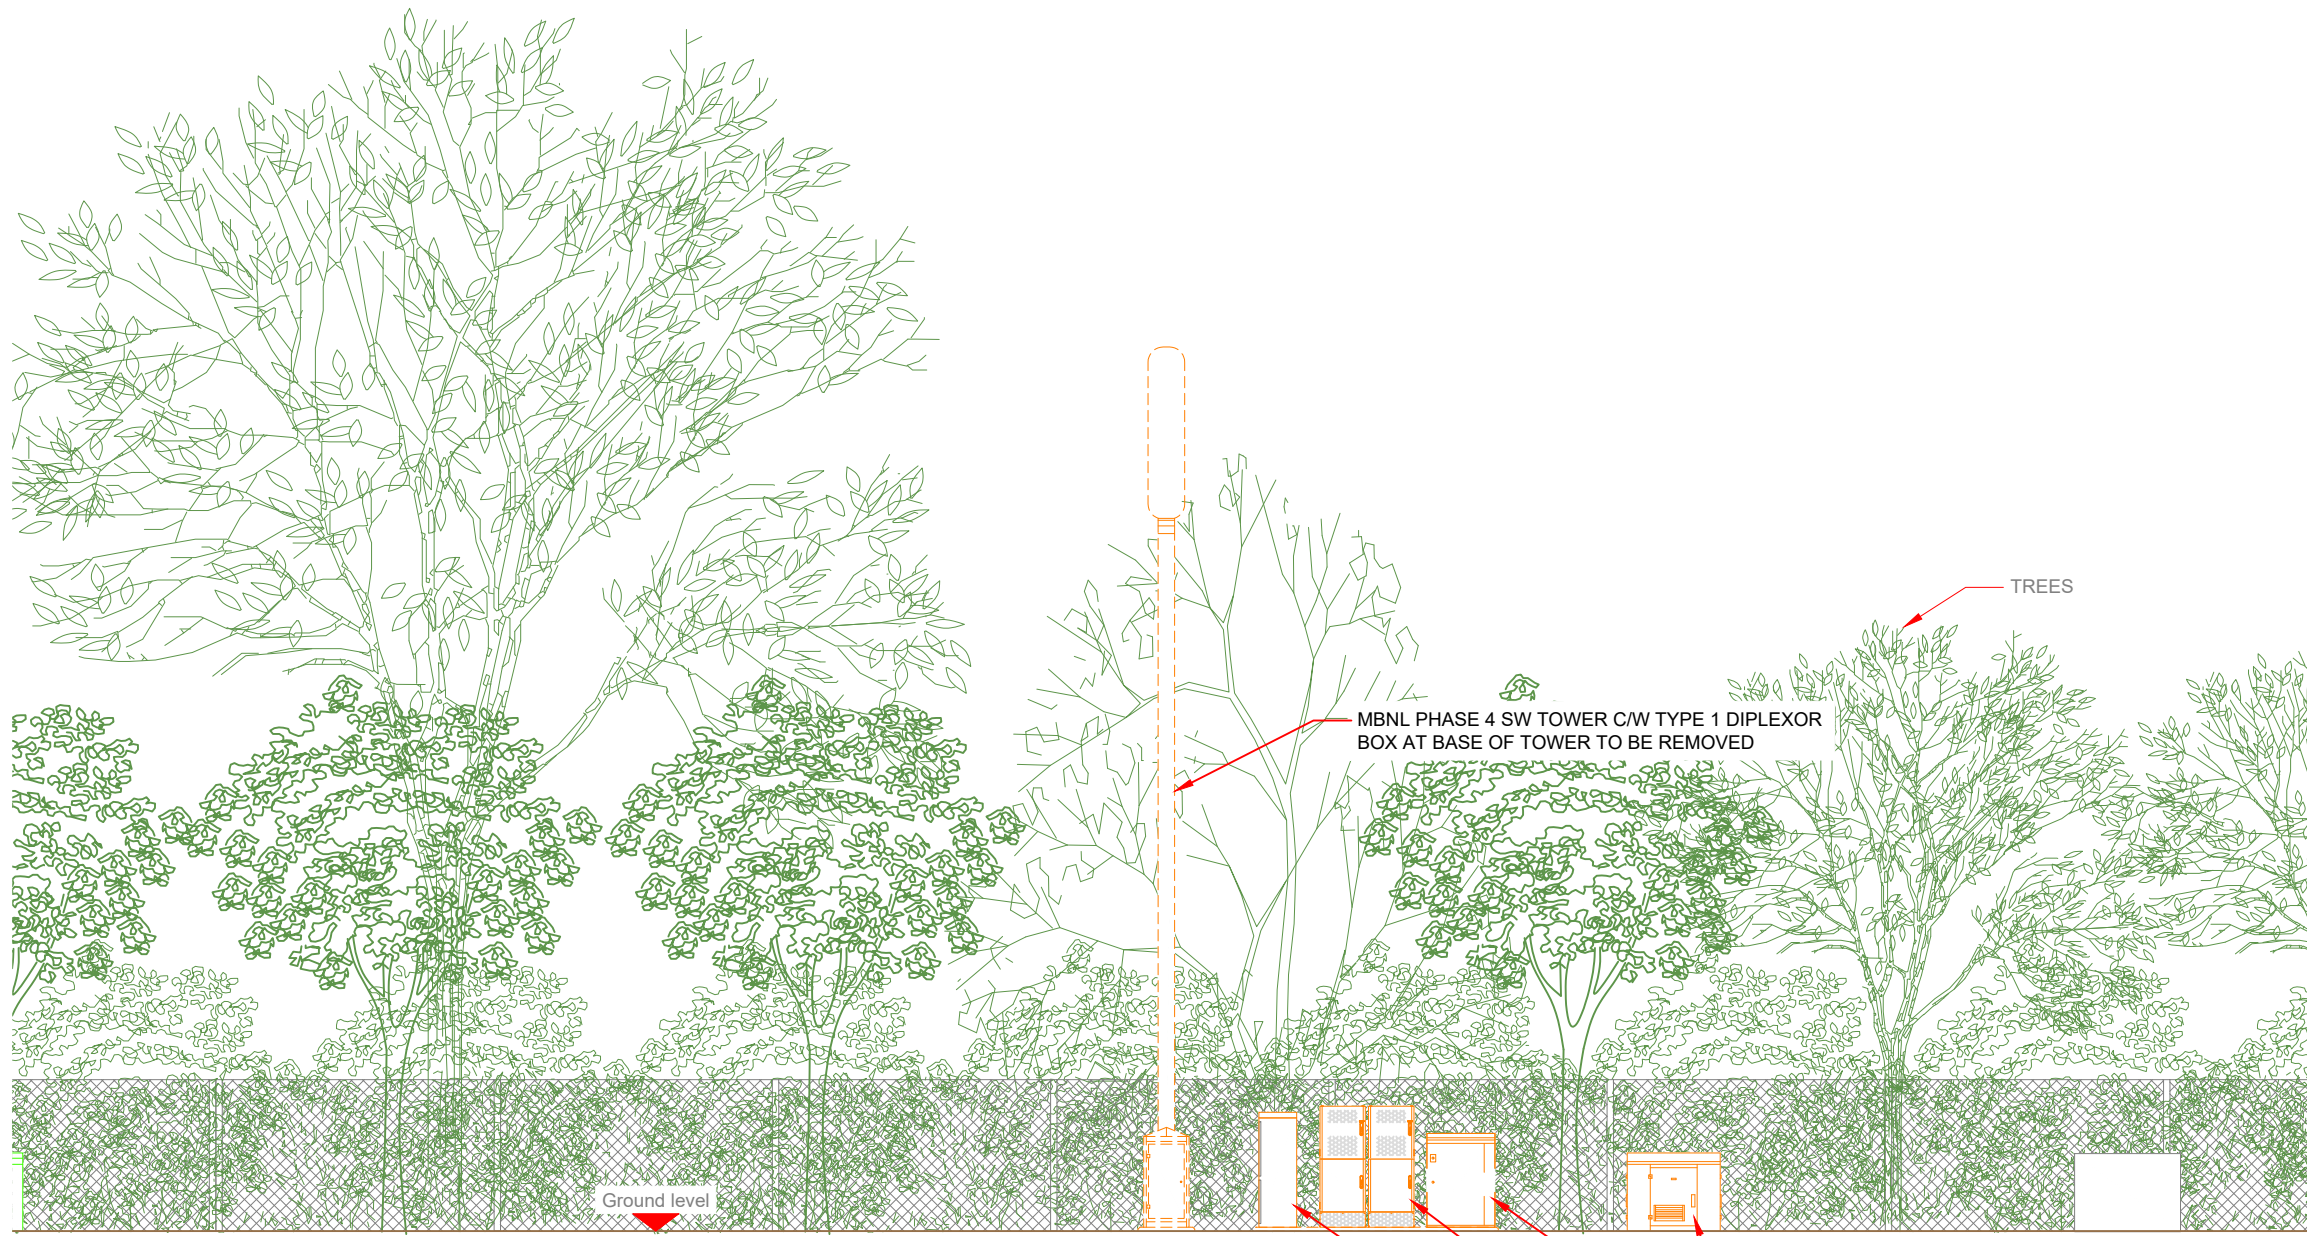 TREES
MBNL PHASE 4 SW TOWER C/W TYPE 1 DIPLEXOR
BOX AT BASE OF TOWER TO BE REMOVED
Ground level